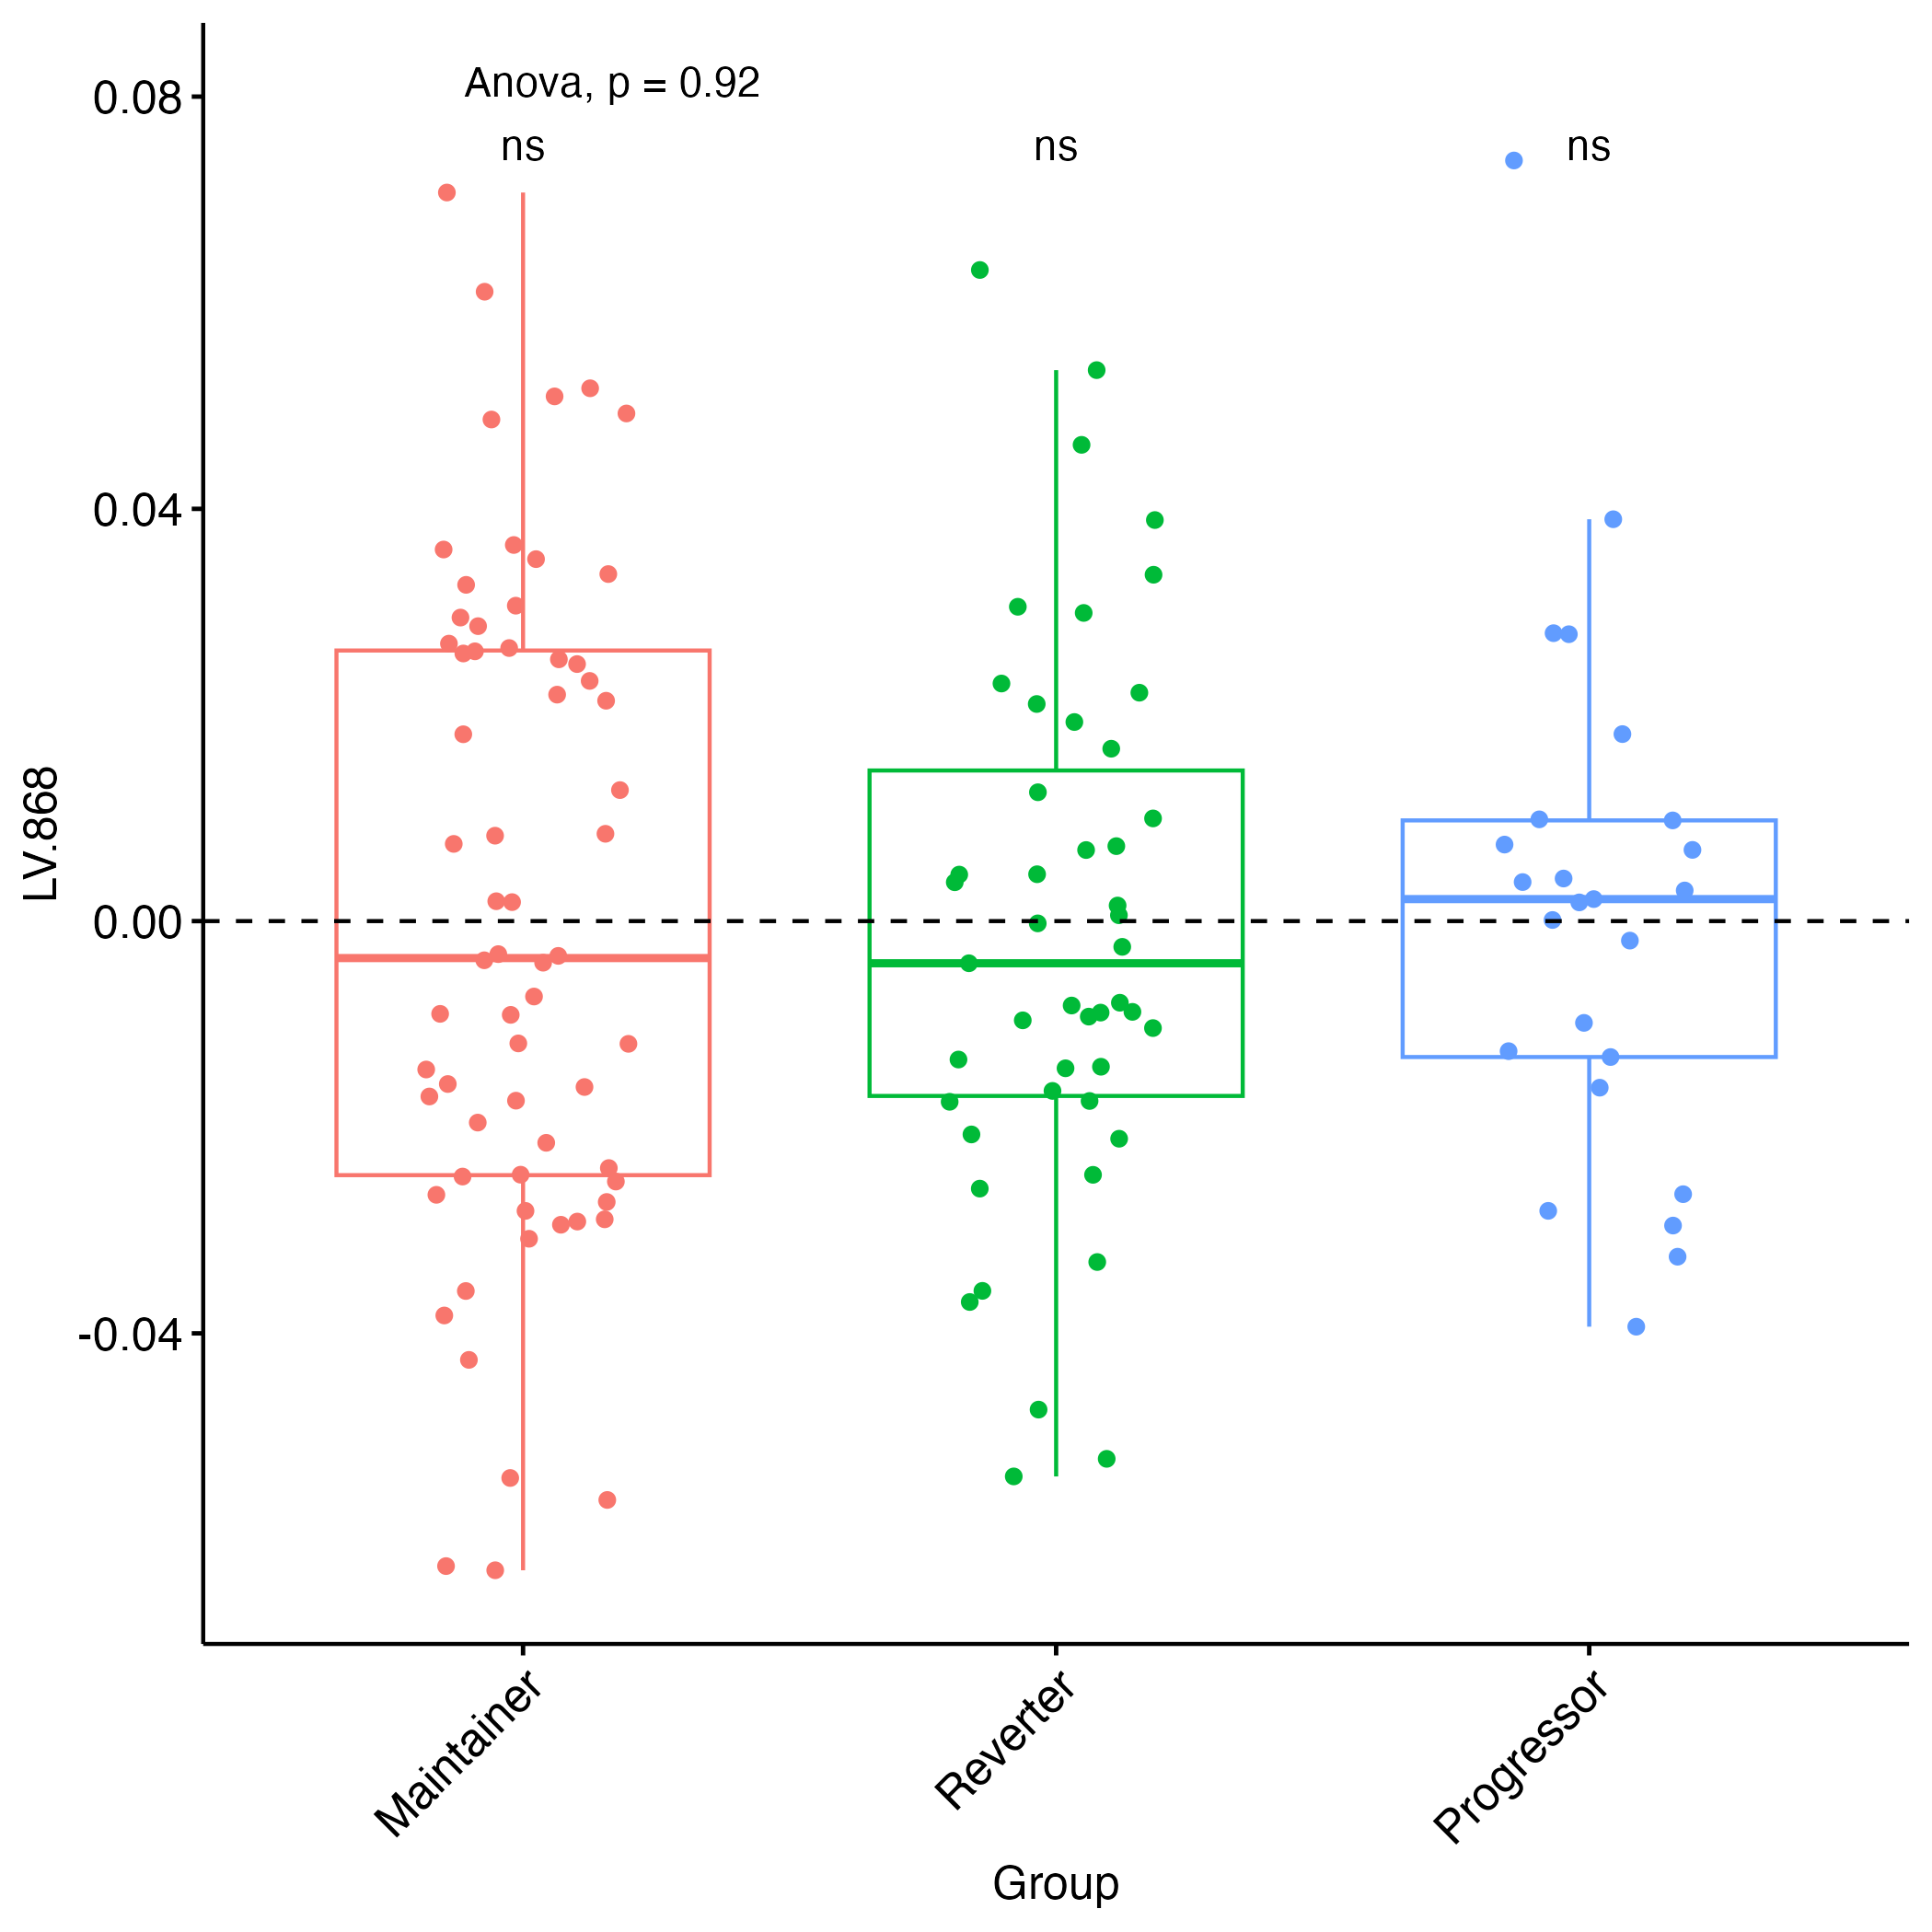 Anova, p = 0.92
ns ns ns
0.08
0.04
0.00
-0.04
LV.868
Maintainer
Reverter
Progressor
Group